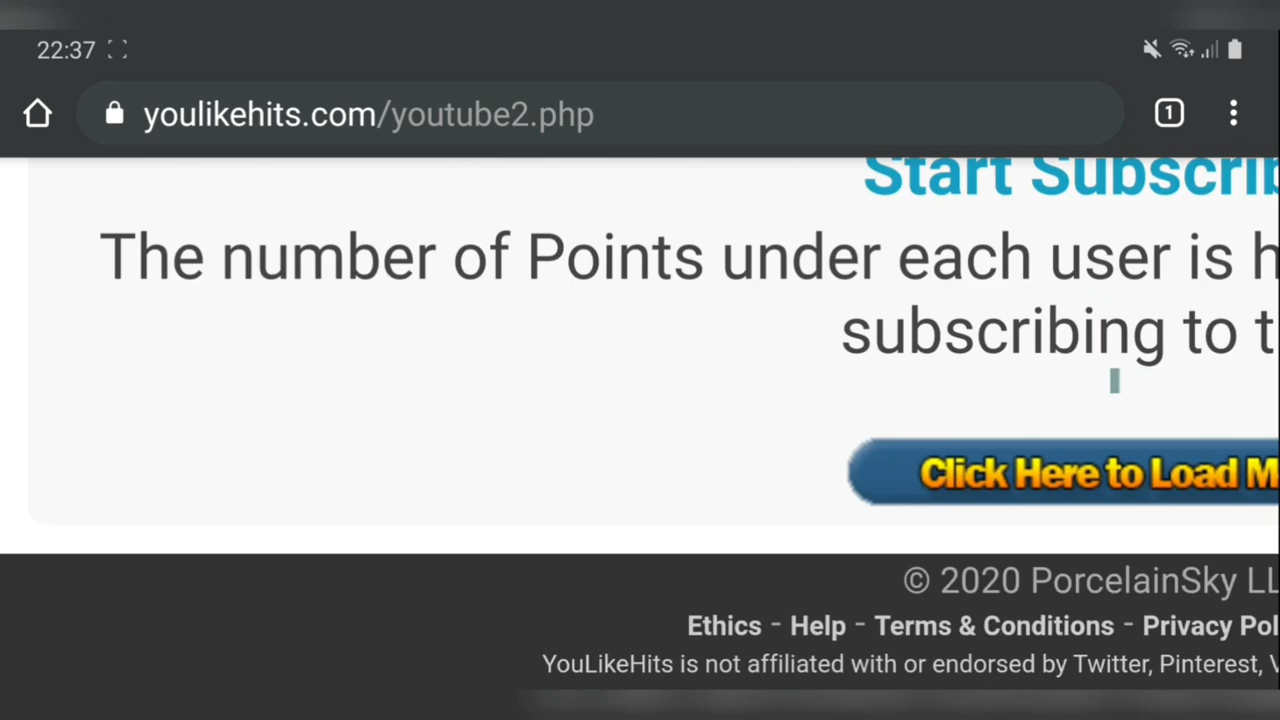 22:37
youlikehits.com/youtube2.php
1
Start Subscrib
The number of Points under each user is h
subscribing to t
Click Here to Load M
© 2020 PorcelainSky LL
Ethics - Help - Terms & Conditions - Privacy Pol
YouLikeHits is not affiliated with or endorsed by Twitter, Pinterest, V